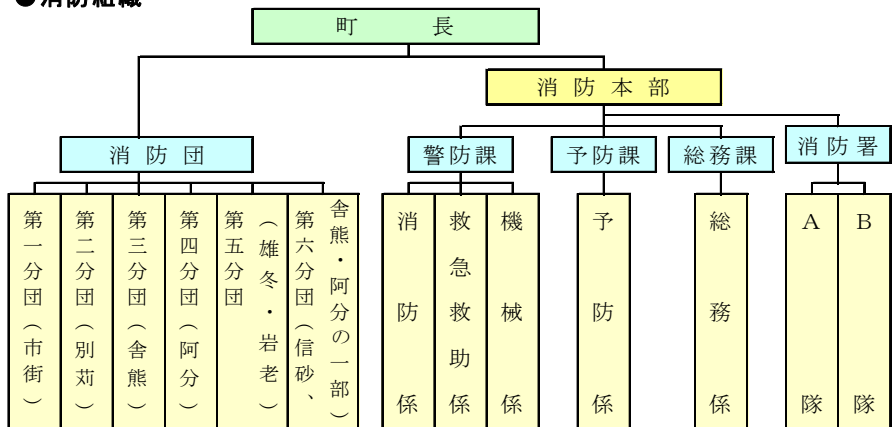 ●消防組織
町長
消防本部
消防団
警防課
予防課
総務課
消防署
第一分団(市街)
第二分団(別苅)
第三分団(舎熊)
第四分団(阿分)
第五分団
(雄冬・岩老)
第六分団(信砂、
舎熊・阿分の一部)
消防係
救急救助係
機械係
予防係
総務係
A隊
B隊